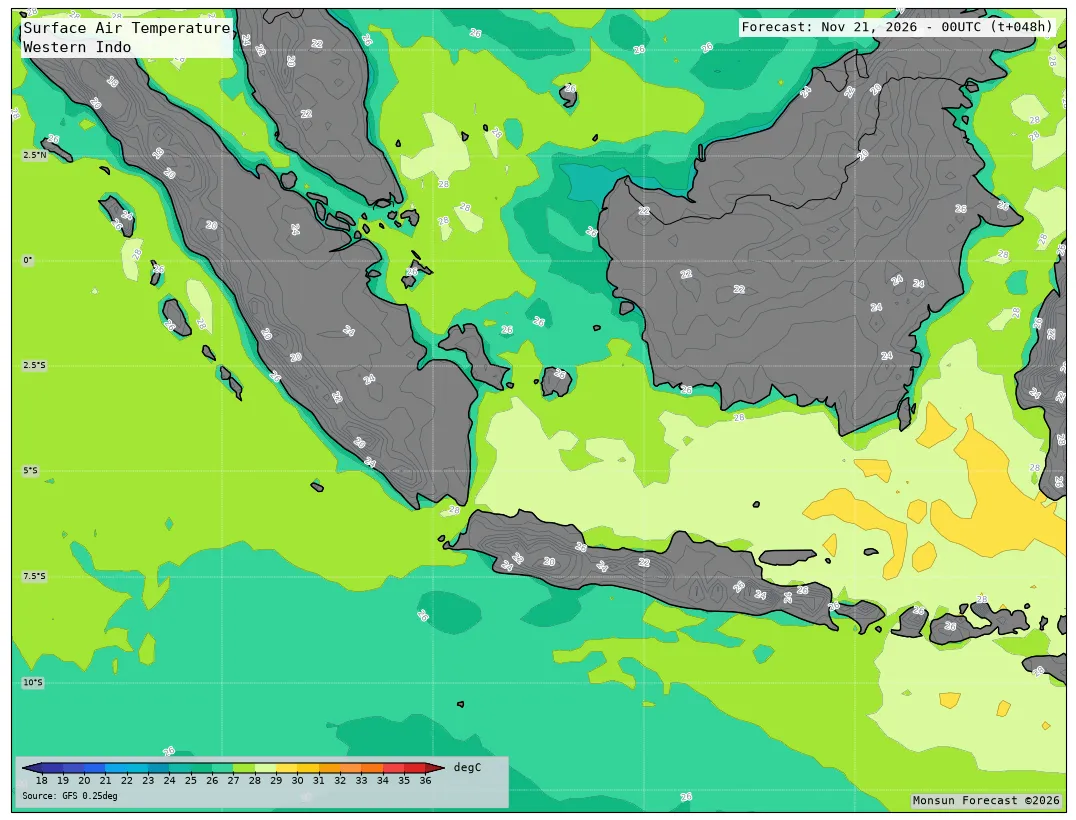 Surface Air Temperature
Western Indo
Forecast: Nov 21, 2026 - 00UTC (t+048h)
2.5°N
0°
2.5°S
5°S
7.5°S
10°S
18 19 20 21 22 23 24 25 26 27 28 29 30 31 32 33 34 35 36
degC
Source: GFS 0.25deg
Monsun Forecast ©2026